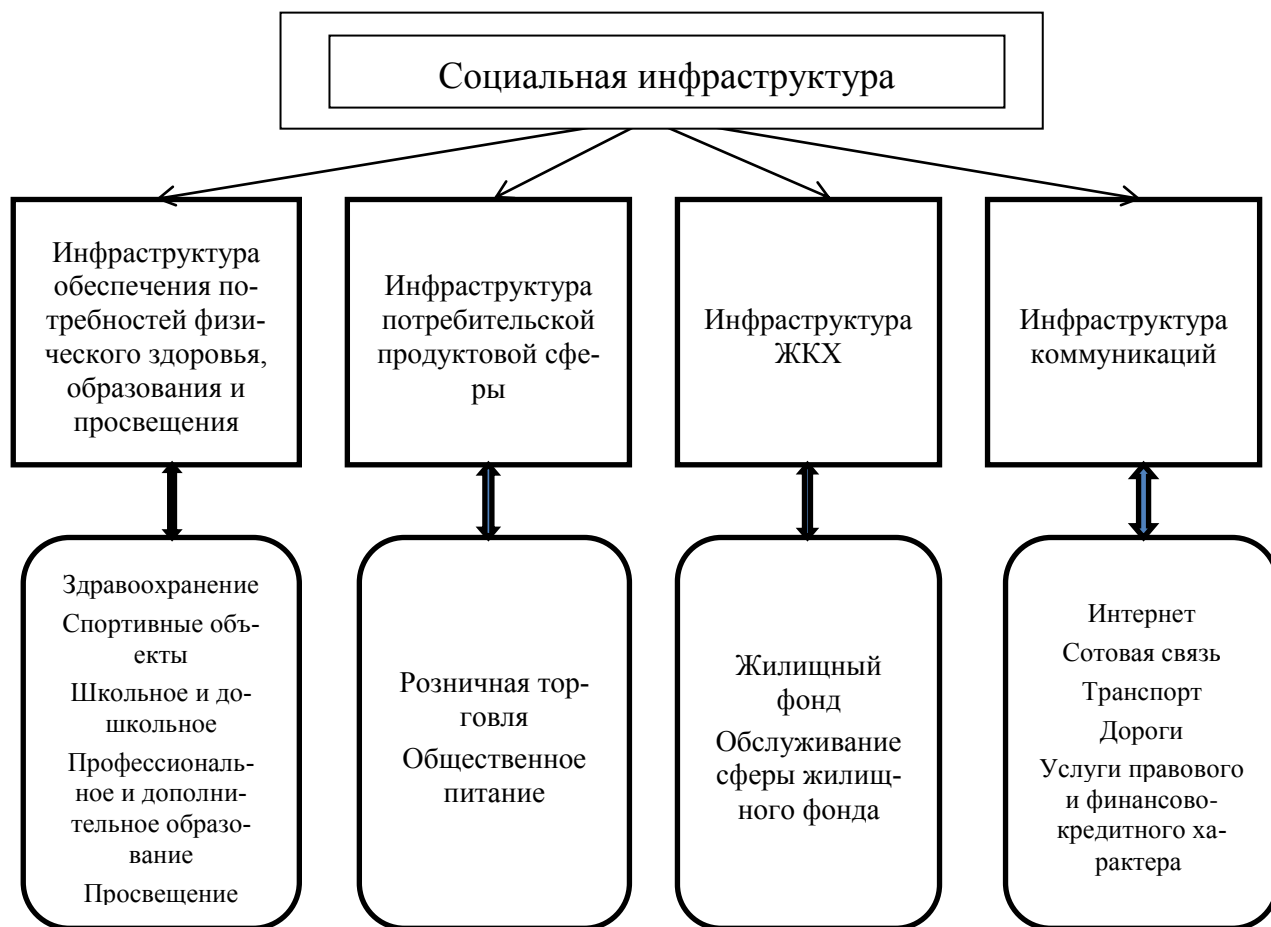 Социальная инфраструктура
Инфраструктура
обеспечения по-
требностей физи-
ческого здоровья,
образования и
просвещения
Инфраструктура
потребительской
продуктовой сфе-
ры
Инфраструктура
ЖКХ
Инфраструктура
коммуникаций
Здравоохранение
Спортивные объ-
екты
Школьное и до-
школьное
Профессиональ-
ное и дополни-
тельное образо-
вание
Просвещение
Розничная тор-
говля
Общественное
питание
Жилищный
фонд
Обслуживание
сферы жилищ-
ного фонда
Интернет
Сотовая связь
Транспорт
Дороги
Услуги правового
и финансово-
кредитного ха-
рактера